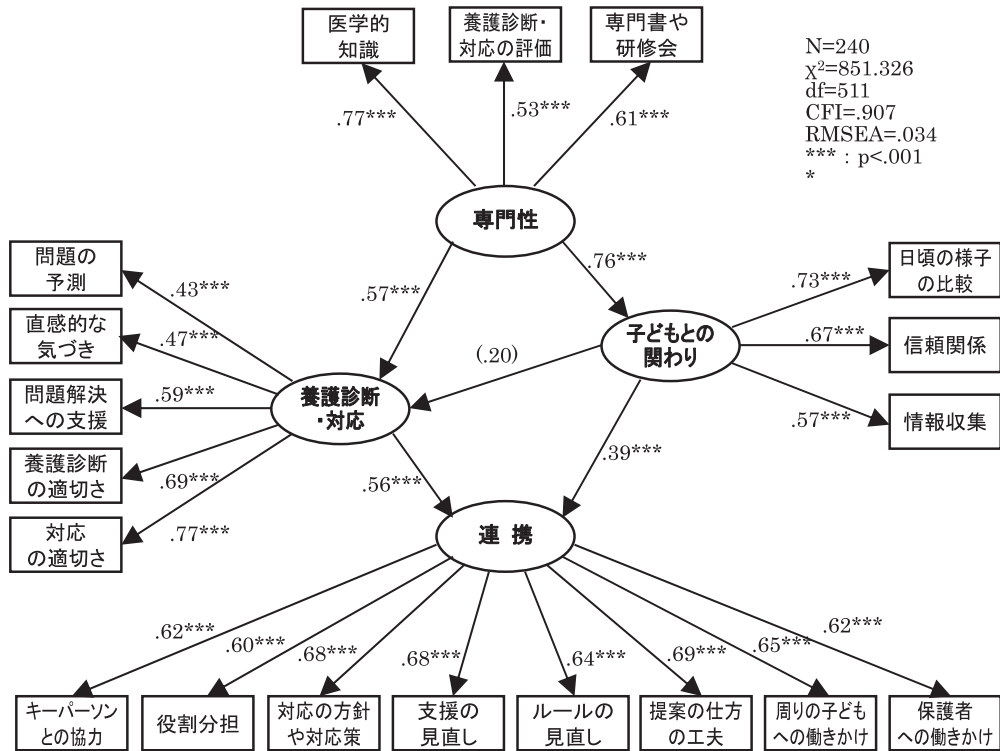 医学的
知識
養護診断・
対応の評価
専門書や
研修会
N=240
χ²=851.326
df=511
CFI=.907
RMSEA=.034
*** : p<.001
*
.77***
.53***
.61***
専門性
問題の
予測
直感的な
気づき
問題解決
への支援
養護診断
の適切さ
対応
の適切さ
.43***
.47***
.59***
.69***
.77***
.57***
.76***
(.20)
養護診断
・対応
子どもとの
関わり
.73***
.67***
.57***
日頃の様子
の比較
信頼関係
情報収集
.56***
.39***
連 携
.62***
.60***
.68***
.68***
.64***
.69***
.65***
.62***
キーパーソン
との協力
役割分担
対応の方針
や対応策
支援の
見直し
ルールの
見直し
提案の仕方
の工夫
周りの子ども
への働きかけ
保護者
への働きかけ